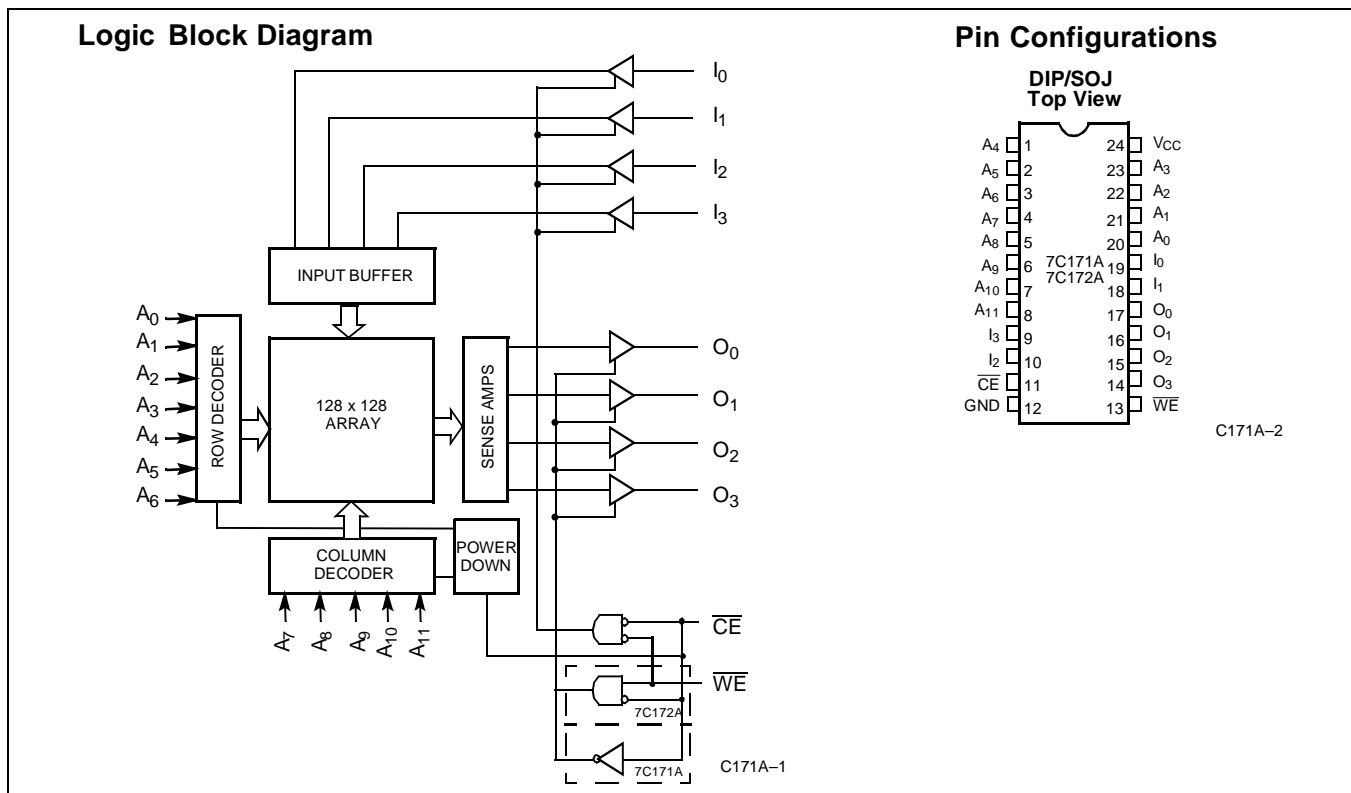 Logic Block Diagram
I0
I1
I2
I3
INPUT BUFFER
A0
A1
A2
A3
A4
A5
A6
ROW DECODER
128 x 128
ARRAY
SENSE AMPS
O0
O1
O2
O3
COLUMN
DECODER
POWER
DOWN
A7
A8
A9
A10
A11
CE
WE
7C172A
7C171A
C171A–1
Pin Configurations
DIP/SOJ
Top View
A4 1 24 VCC
A5 2 23 A3
A6 3 22 A2
A7 4 21 A1
A8 5 20 A0
A9 6 7C171A 19 I0
7C172A
A10 7 18 I1
A11 8 17 O0
I3 9 16 O1
I2 10 15 O2
CE 11 14 O3
GND 12 13 WE
C171A–2